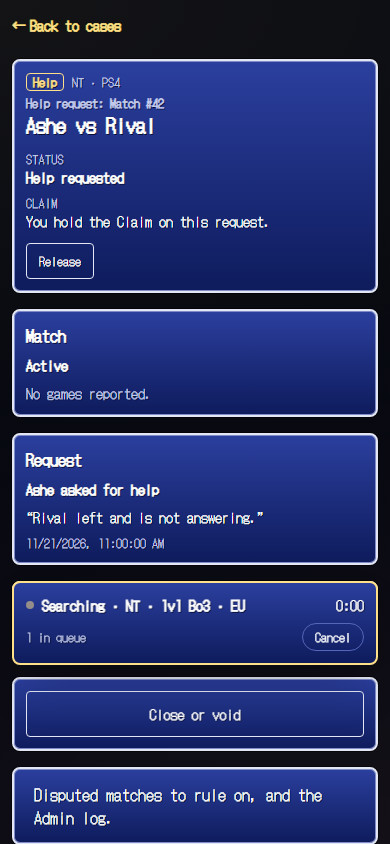 ← Back to cases
Help NT · PS4
Help request: Match #42
Ashe vs Rival
STATUS
Help requested
CLAIM
You hold the Claim on this request.
Release
Match
Active
No games reported.
Request
Ashe asked for help
“Rival left and is not answering.”
11/21/2026, 11:00:00 AM
Searching · NT · 1v1 Bo3 · EU 0:00
1 in queue Cancel
Close or void
Disputed matches to rule on, and the
Admin log.